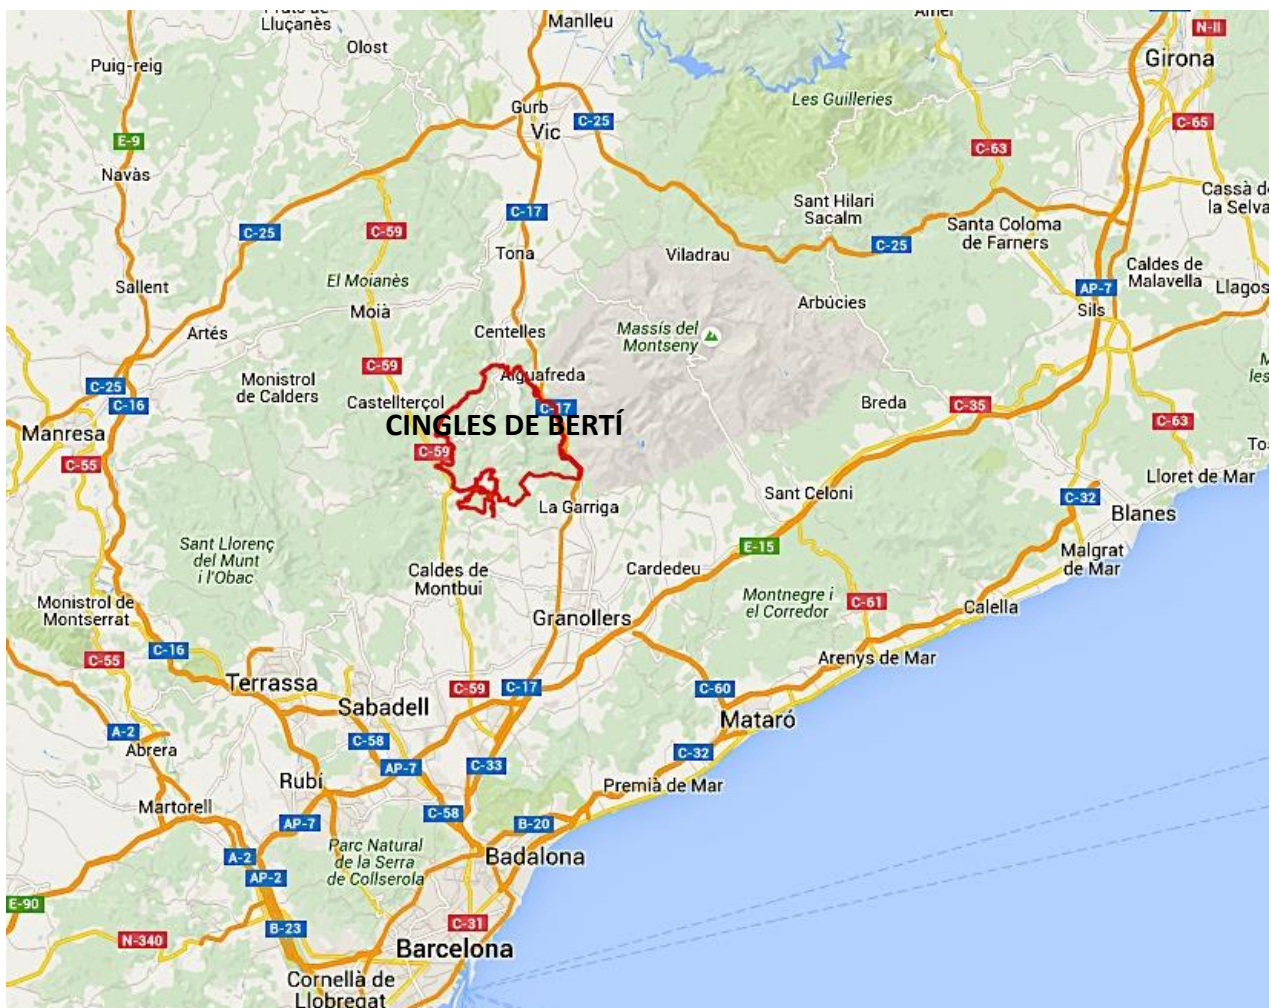 Lluçanès
Manlleu
Olost
N-II
Girona
Puig-reig
Les Guilleries
Gurb
C-25
C-65
Vic
E-9
C-63
Navàs
Cassà de
la Selva
Sant Hilari
Sacalm
C-17
Santa Coloma
de Farners
C-59
C-25
C-25
Tona
Viladrau
Caldes de
Malavella
El Moianès
Sallent
AP-7
Llagos
Arbúcies
Moià
Sils
Artés
Centelles
Massís del
Montseny
C-59
Aiguafreda
C-25
Monistrol
de Calders
Castellterçol
C-16
C-17
Breda
C-35
CINGLES DE BERTÍ
C-63
Manresa
C-59
C-55
Lloret de Mar
Sant Celoni
C-32
La Garriga
Blanes
Sant Llorenç
del Munt
i l'Obac
E-15
Malgrat
de Mar
Caldes de
Montbui
Cardedeu
Montnegre i
el Corredor
C-61
Monistrol de
Montserrat
Calella
Granollers
C-16
C-55
Arenys de Mar
Terrassa
C-59
C-17
C-60
Sabadell
Mataró
A-2
C-58
Abrera
C-32
AP-7
C-33
Rubí
Premià de Mar
Martorell
C-58
AP-7
B-20
Parc Natural
de la Serra
de Collserola
A-2
Badalona
AP-2
E-90
C-31
B-23
N-340
Barcelona
Cornellà de
Llobregat